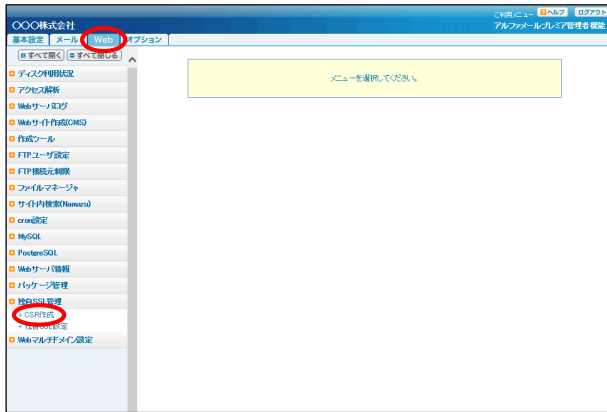 ご利用メニュー ヘルプ ログアウト
〇〇〇株式会社
アルファメールプレミア管理者機能
基本設定 メール Web オプション
すべて開く すべて閉じる
メニューを選択してください。
ディスク利用状況
アクセス解析
Webサーバログ
Webサイト作成(CMS)
作成ツール
FTPユーザ設定
FTP接続元制限
ファイルマネージャ
サイト内検索(Namazu)
cron設定
MySQL
PostgreSQL
Webサーバ情報
パッケージ管理
独自SSL管理
CSR作成
独自SSL設定
Webマルチドメイン設定